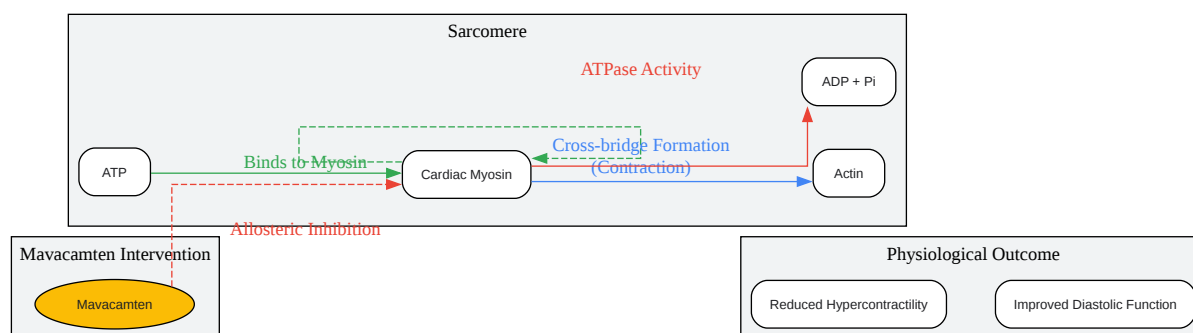 Sarcomere
ATPase Activity
ADP + Pi
Cross-bridge Formation
(Contraction)
Binds to Myosin
ATP
Cardiac Myosin
Actin
Allosteric Inhibition
Mavacamten Intervention
Mavacamten
Physiological Outcome
Reduced Hypercontractility
Improved Diastolic Function